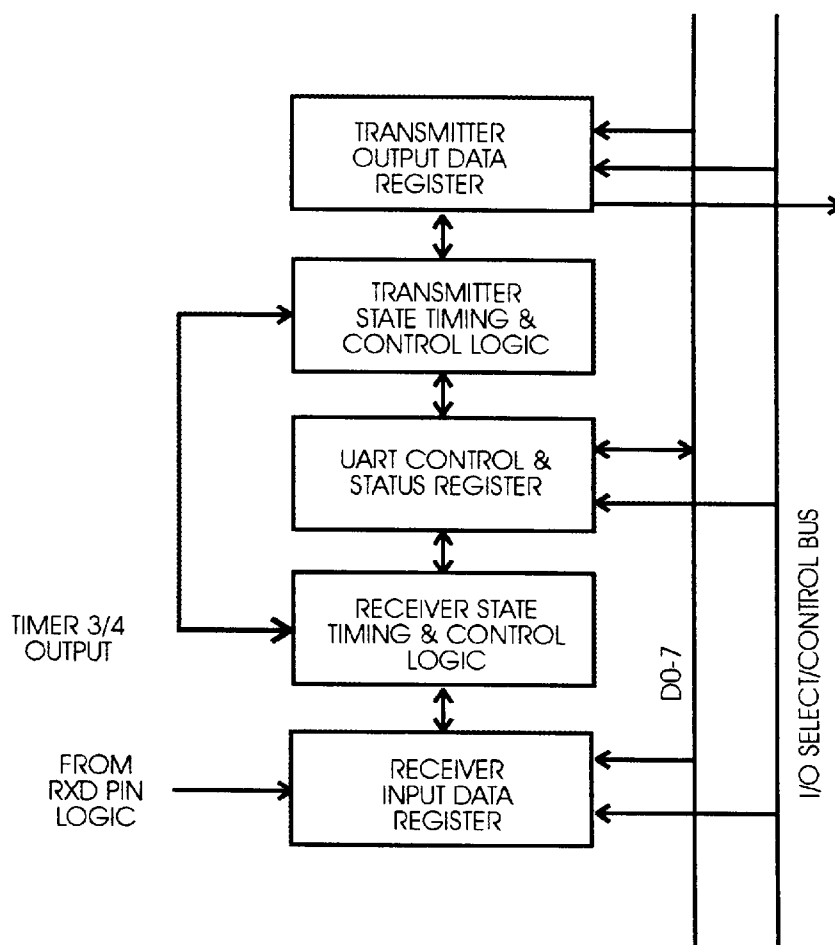 TRANSMITTER
OUTPUT DATA
REGISTER
TRANSMITTER
STATE TIMING &
CONTROL LOGIC
UART CONTROL &
STATUS REGISTER
RECEIVER STATE
TIMING & CONTROL
LOGIC
TIMER 3/4
OUTPUT
FROM
RXD PIN
LOGIC
RECEIVER
INPUT DATA
REGISTER
D0-7
I/O SELECT/CONTROL BUS